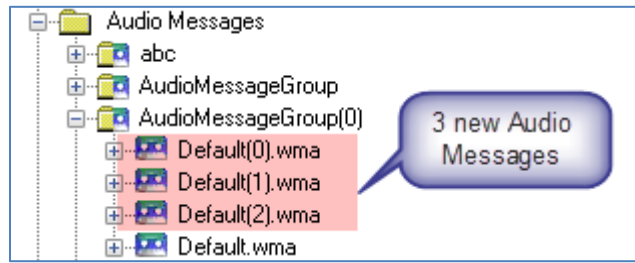 Audio Messages
abc
AudioMessageGroup
AudioMessageGroup(0)
Default(0).wma
Default(1).wma
Default(2).wma
Default.wma
3 new Audio
Messages